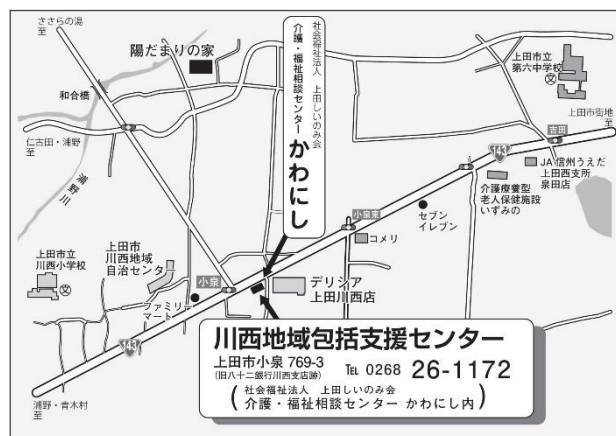 ささらの湯
至
陽だまりの家
和合橋
仁古田・浦野
至
浦野川
社会福祉法人 上田しいのみ会
介護・福祉相談センター
かわにし
上田市立
第六中学校
文
上田市街地
至
吉田
143
JA 信州うえだ
上田西支所
泉田店
介護療養型
老人保健施設
いずみの
セブン
イレブン
小泉東
コメリ
上田市立
川西小学校
文
上田市
川西地域
自治センター
小泉
ファミリー
マート
デリシア
上田川西店
143
浦野・青木村
至
川西地域包括支援センター
上田市小泉 769-3
(旧八十二銀行川西支店跡)
℡ 0268 26-1172
(社会福祉法人 上田しいのみ会
介護・福祉相談センター かわにし内)